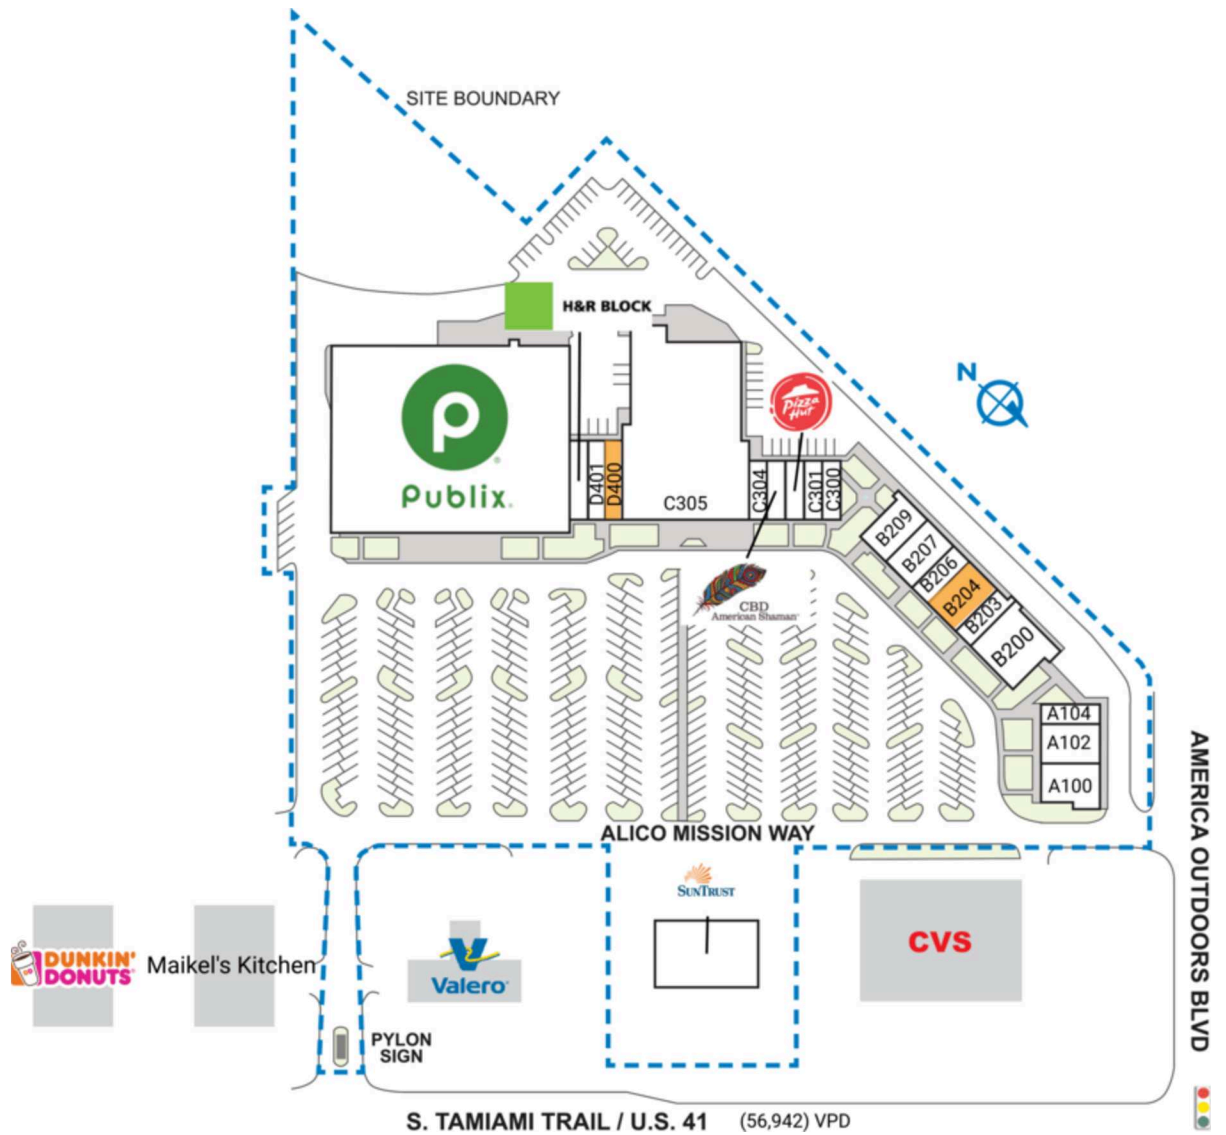 SITE BOUNDARY
H&R BLOCK
N
Pizza
Hut
p
Publix.
D401
D400
C305
C304
C301
C300
B209
B207
B206
B204
B203
B200
CBD
American Shaman
A104
A102
A100
ALICO MISSION WAY
AMERICA OUTDOORS BLVD
SUNTRUST
CVS
DUNKIN'
DONUTS
Maikel's Kitchen
V
Valero
PYLON
SIGN
S. TAMIAMI TRAIL / U.S. 41 (56,942) VPD